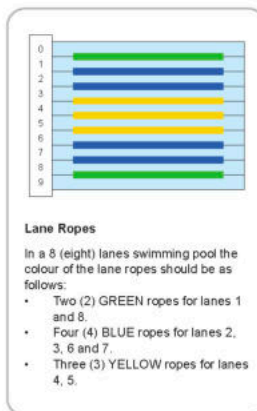 0
1
2
3
4
5
6
7
8
9
Lane Ropes
In a 8 (eight) lanes swimming pool the
colour of the lane ropes should be as
follows:
• Two (2) GREEN ropes for lanes 1
and 8.
• Four (4) BLUE ropes for lanes 2,
3, 6 and 7.
• Three (3) YELLOW ropes for lanes
4, 5.